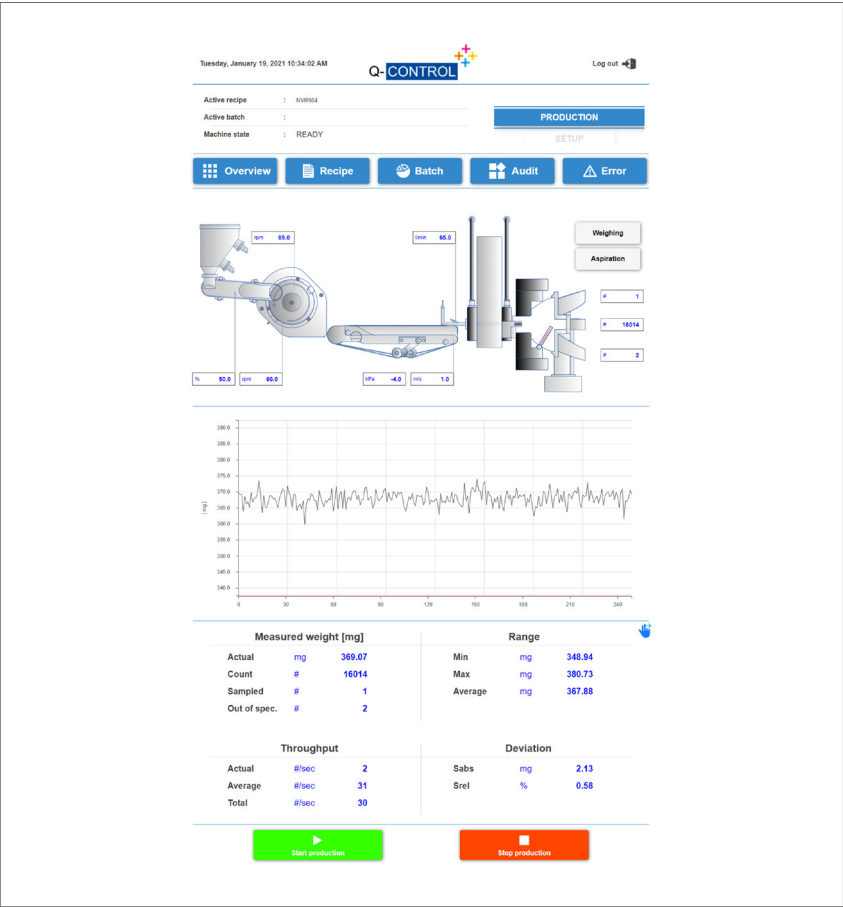 Tuesday, January 19, 2021 10:34:02 AM
Q-CONTROL
Log out
Active recipe : NVR984
Active batch :
Machine state : READY
PRODUCTION
SETUP
Overview
Recipe
Batch
Audit
Error
rpm 69.0
l/min 65.0
Weighing
Aspiration
# 1
# 16014
# 2
% 50.0
rpm 60.0
kPa -4.0
m/s 1.0
[mg]
390.0
385.0
380.0
375.0
370.0
365.0
360.0
355.0
350.0
345.0
340.0
0 30 60 90 120 150 180 210 240
Measured weight [mg]
Actual mg 369.07
Count # 16014
Sampled # 1
Out of spec. # 2
Range
Min mg 348.94
Max mg 380.73
Average mg 367.88
Throughput
Actual #/sec 2
Average #/sec 31
Total #/sec 30
Deviation
Sabs mg 2.13
Srel % 0.58
Start production
Stop production